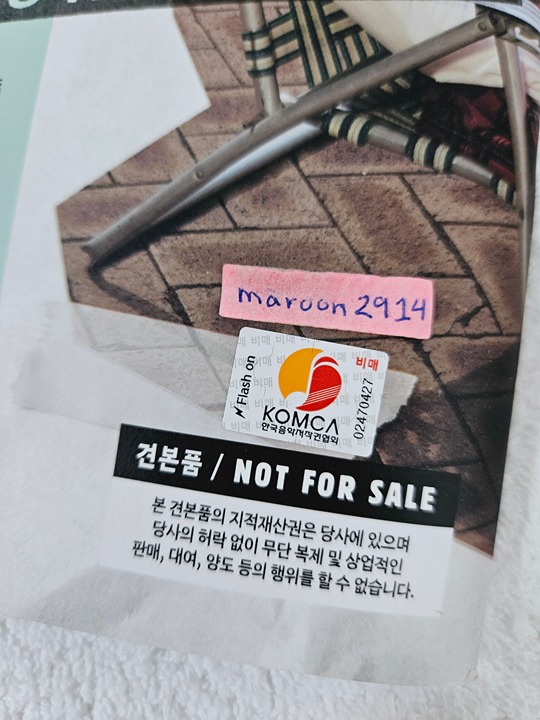 maroon 2914
Flash on
비매
KOMCA
한국음악저작권협회
02470427
견본품 / NOT FOR SALE
본 견본품의 지적재산권은 당사에 있으며
당사의 허락 없이 무단 복제 및 상업적인
판매, 대여, 양도 등의 행위를 할 수 없습니다.